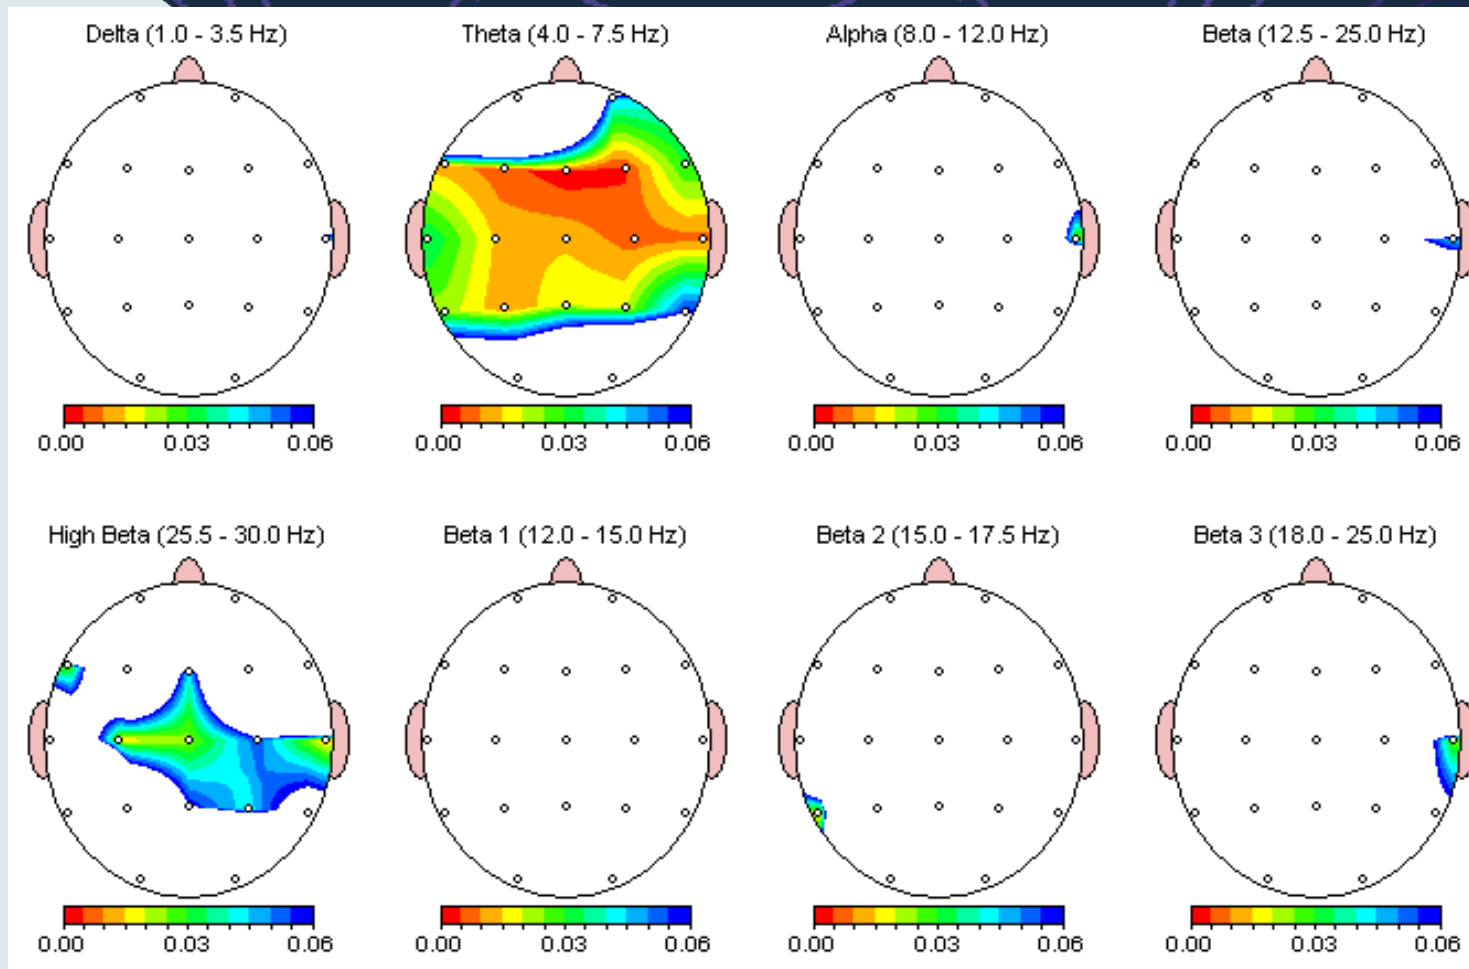 Delta (1.0 - 3.5 Hz)
Theta (4.0 - 7.5 Hz)
Alpha (8.0 - 12.0 Hz)
Beta (12.5 - 25.0 Hz)
0.00 0.03 0.06
0.00 0.03 0.06
0.00 0.03 0.06
0.00 0.03 0.06
High Beta (25.5 - 30.0 Hz)
Beta 1 (12.0 - 15.0 Hz)
Beta 2 (15.0 - 17.5 Hz)
Beta 3 (18.0 - 25.0 Hz)
0.00 0.03 0.06
0.00 0.03 0.06
0.00 0.03 0.06
0.00 0.03 0.06